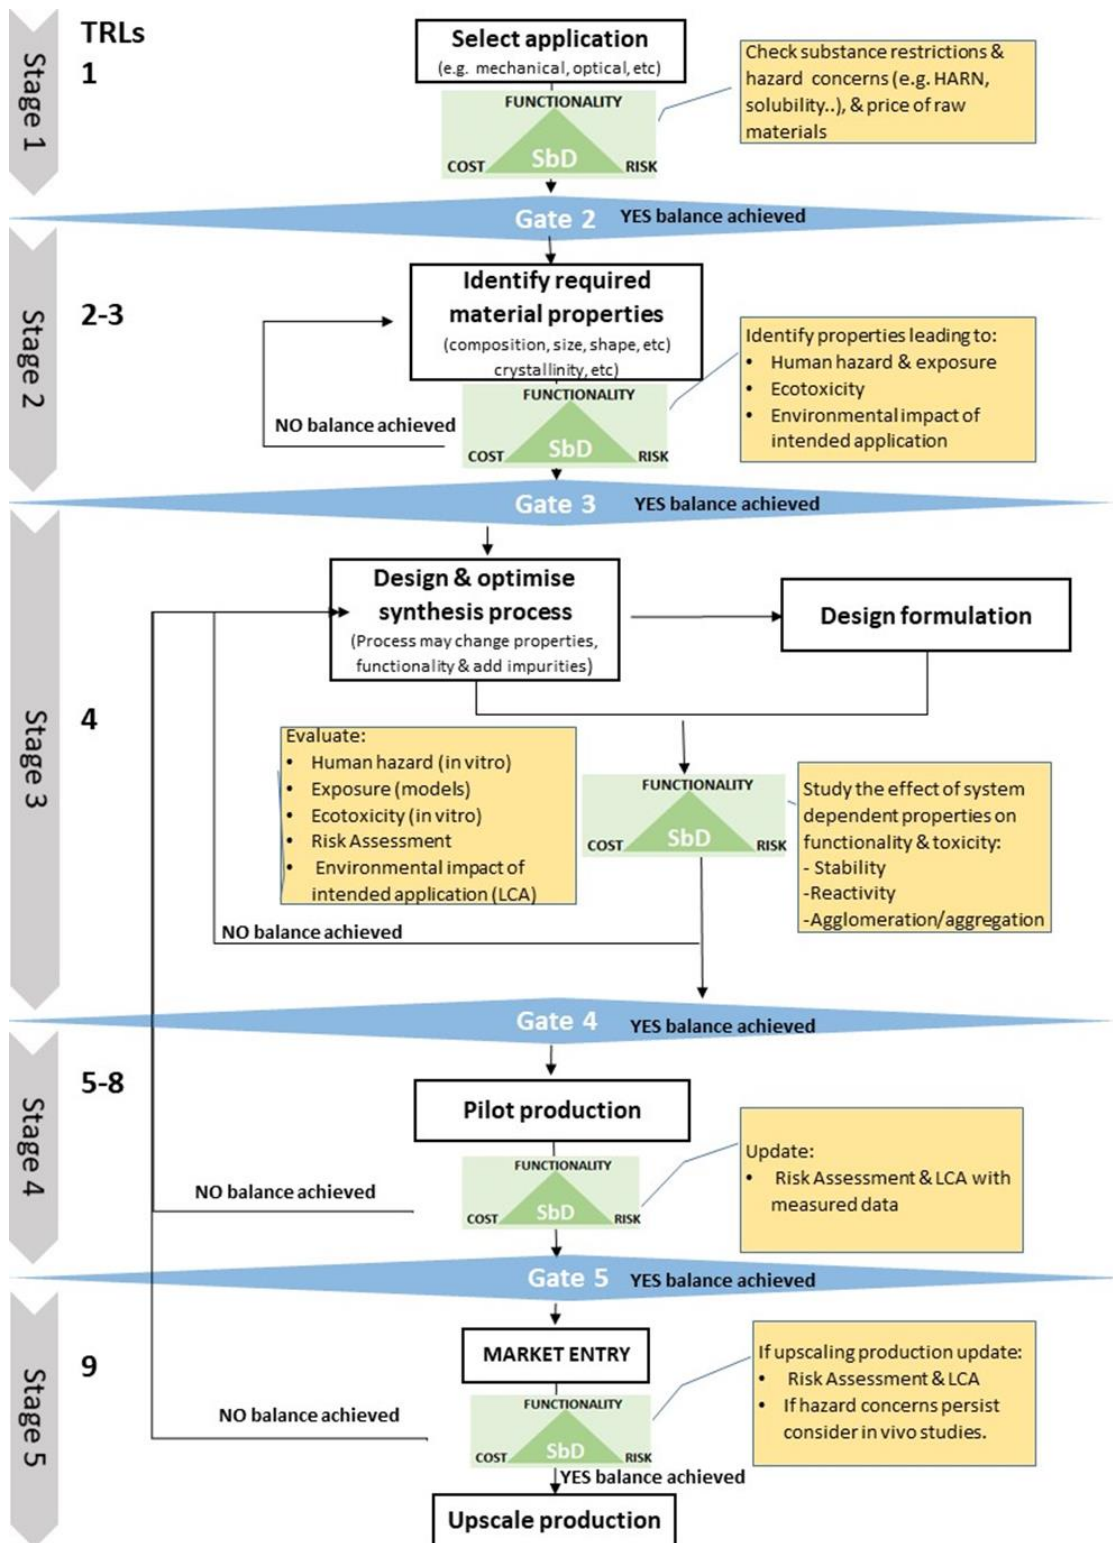 TRLs
Stage 1
1
Select application
(e.g. mechanical, optical, etc)
FUNCTIONALITY
COST
SbD
RISK
Check substance restrictions &
hazard concerns (e.g. HARN,
solubility..), & price of raw
materials
Gate 2
YES balance achieved
Stage 2
2-3
Identify required
material properties
(composition, size, shape, etc)
crystallinity, etc)
FUNCTIONALITY
COST
SbD
RISK
NO balance achieved
Identify properties leading to:
• Human hazard & exposure
• Ecotoxicity
• Environmental impact of
intended application
Gate 3
YES balance achieved
Stage 3
4
Design & optimise
synthesis process
(Process may change properties,
functionality & add impurities)
Design formulation
Evaluate:
• Human hazard (in vitro)
• Exposure (models)
• Ecotoxicity (in vitro)
• Risk Assessment
• Environmental impact of
intended application (LCA)
FUNCTIONALITY
COST
SbD
RISK
Study the effect of system
dependent properties on
functionality & toxicity:
- Stability
-Reactivity
-Agglomeration/aggregation
NO balance achieved
Gate 4
YES balance achieved
Stage 4
5-8
Pilot production
FUNCTIONALITY
COST
SbD
RISK
NO balance achieved
Update:
• Risk Assessment & LCA with
measured data
Gate 5
YES balance achieved
Stage 5
9
MARKET ENTRY
FUNCTIONALITY
COST
SbD
RISK
NO balance achieved
If upscaling production update:
• Risk Assessment & LCA
• If hazard concerns persist
consider in vivo studies.
YES balance achieved
Upscale production